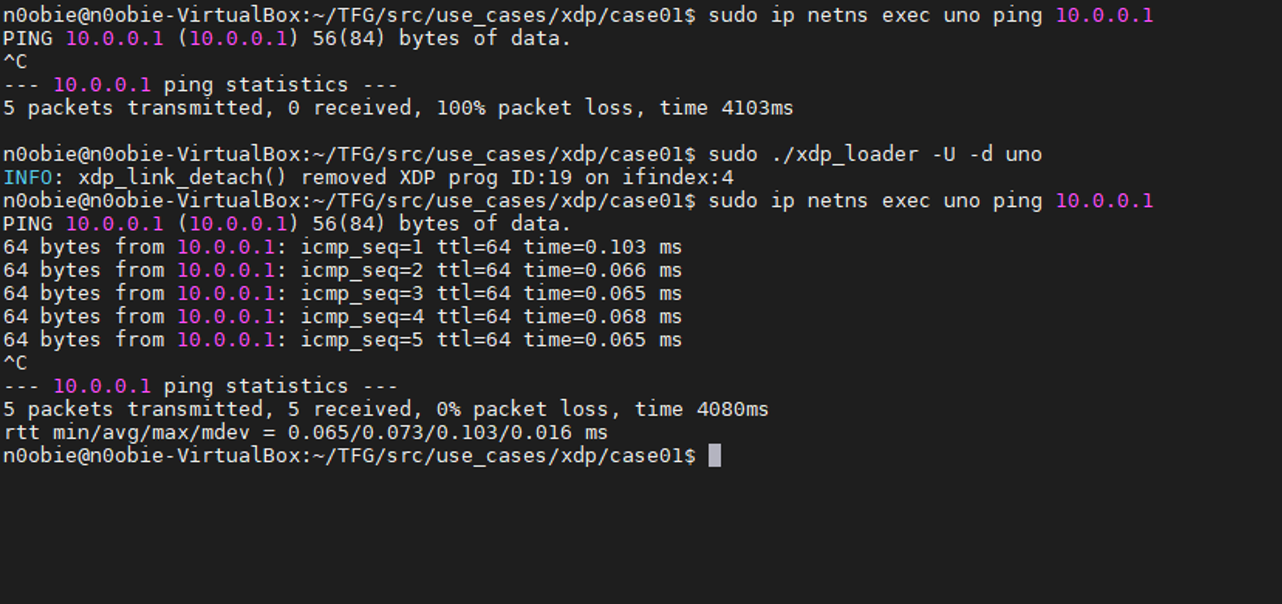 n0obie@n0obie-VirtualBox:~/TFG/src/use_cases/xdp/case01$ sudo ip netns exec uno ping 10.0.0.1
PING 10.0.0.1 (10.0.0.1) 56(84) bytes of data.
^C
--- 10.0.0.1 ping statistics ---
5 packets transmitted, 0 received, 100% packet loss, time 4103ms

n0obie@n0obie-VirtualBox:~/TFG/src/use_cases/xdp/case01$ sudo ./xdp_loader -U -d uno
INFO: xdp_link_detach() removed XDP prog ID:19 on ifindex:4
n0obie@n0obie-VirtualBox:~/TFG/src/use_cases/xdp/case01$ sudo ip netns exec uno ping 10.0.0.1
PING 10.0.0.1 (10.0.0.1) 56(84) bytes of data.
64 bytes from 10.0.0.1: icmp_seq=1 ttl=64 time=0.103 ms
64 bytes from 10.0.0.1: icmp_seq=2 ttl=64 time=0.066 ms
64 bytes from 10.0.0.1: icmp_seq=3 ttl=64 time=0.065 ms
64 bytes from 10.0.0.1: icmp_seq=4 ttl=64 time=0.068 ms
64 bytes from 10.0.0.1: icmp_seq=5 ttl=64 time=0.065 ms
^C
--- 10.0.0.1 ping statistics ---
5 packets transmitted, 5 received, 0% packet loss, time 4080ms
rtt min/avg/max/mdev = 0.065/0.073/0.103/0.016 ms
n0obie@n0obie-VirtualBox:~/TFG/src/use_cases/xdp/case01$